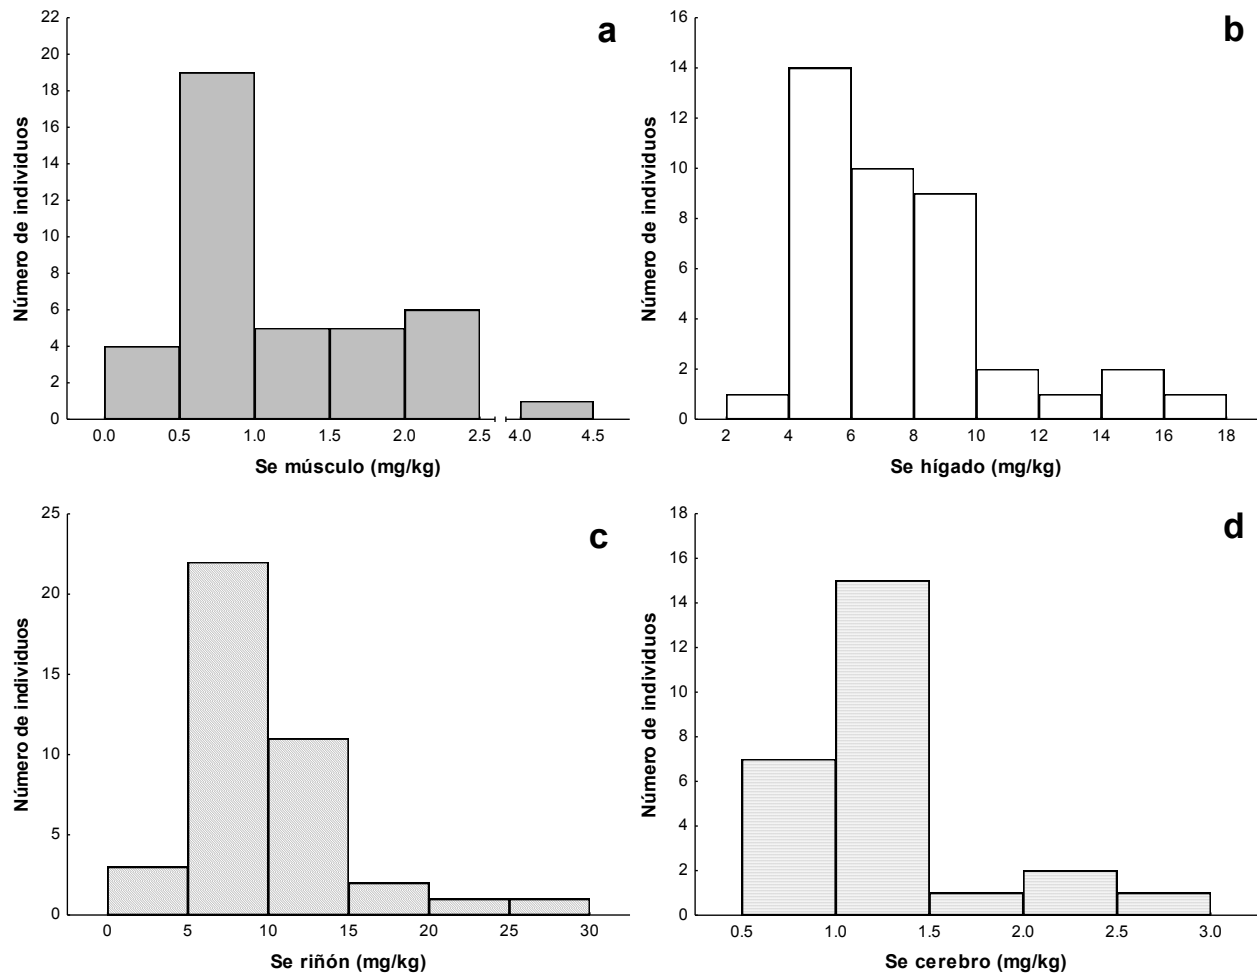 a
Número de individuos
22
20
18
16
14
12
10
8
6
4
2
0
0.0 0.5 1.0 1.5 2.0 2.5 4.0 4.5
Se músculo (mg/kg)
b
Número de individuos
16
14
12
10
8
6
4
2
0
2 4 6 8 10 12 14 16 18
Se hígado (mg/kg)
c
Número de individuos
25
20
15
10
5
0
0 5 10 15 20 25 30
Se riñón (mg/kg)
d
Número de individuos
18
16
14
12
10
8
6
4
2
0
0.5 1.0 1.5 2.0 2.5 3.0
Se cerebro (mg/kg)